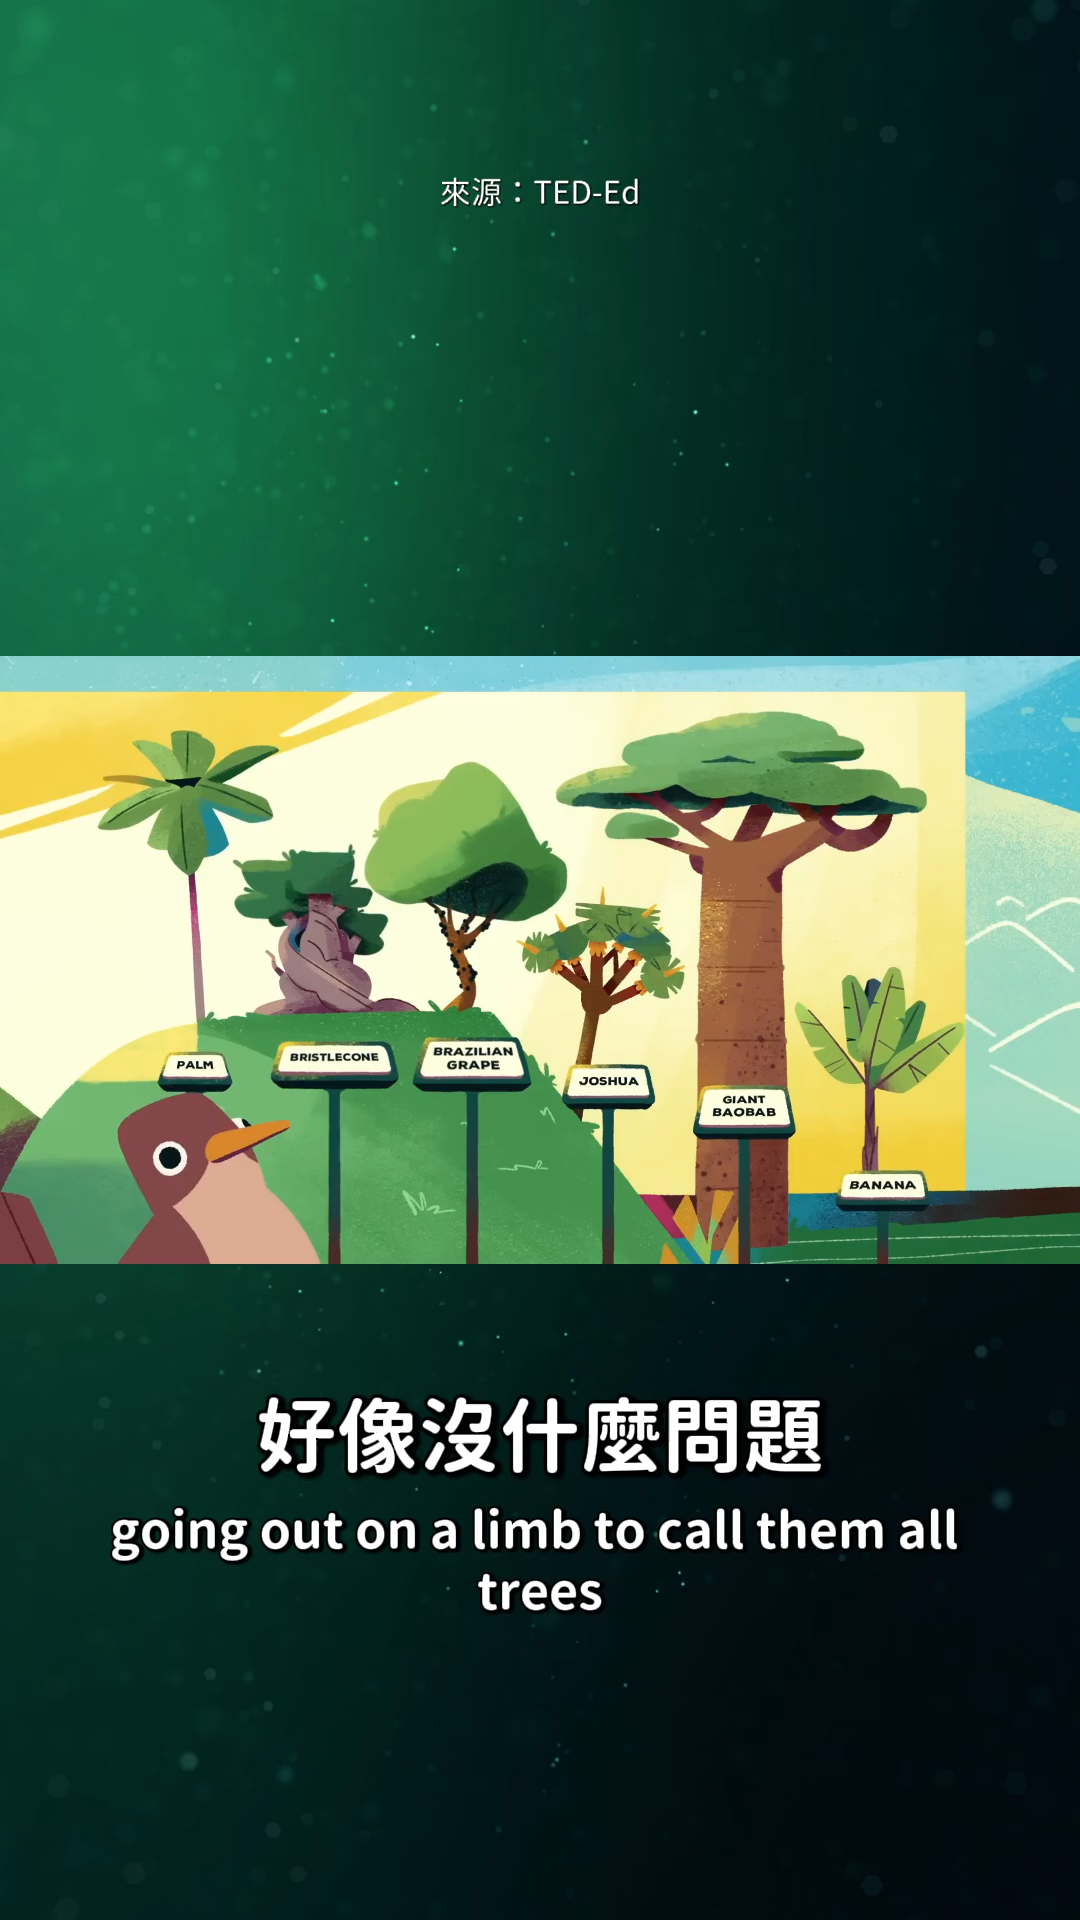 來源：TED-Ed
PALM
BRISTLECONE
BRAZILIAN
GRAPE
JOSHUA
GIANT
BAOBAB
BANANA
好像沒什麼問題
going out on a limb to call them all
trees